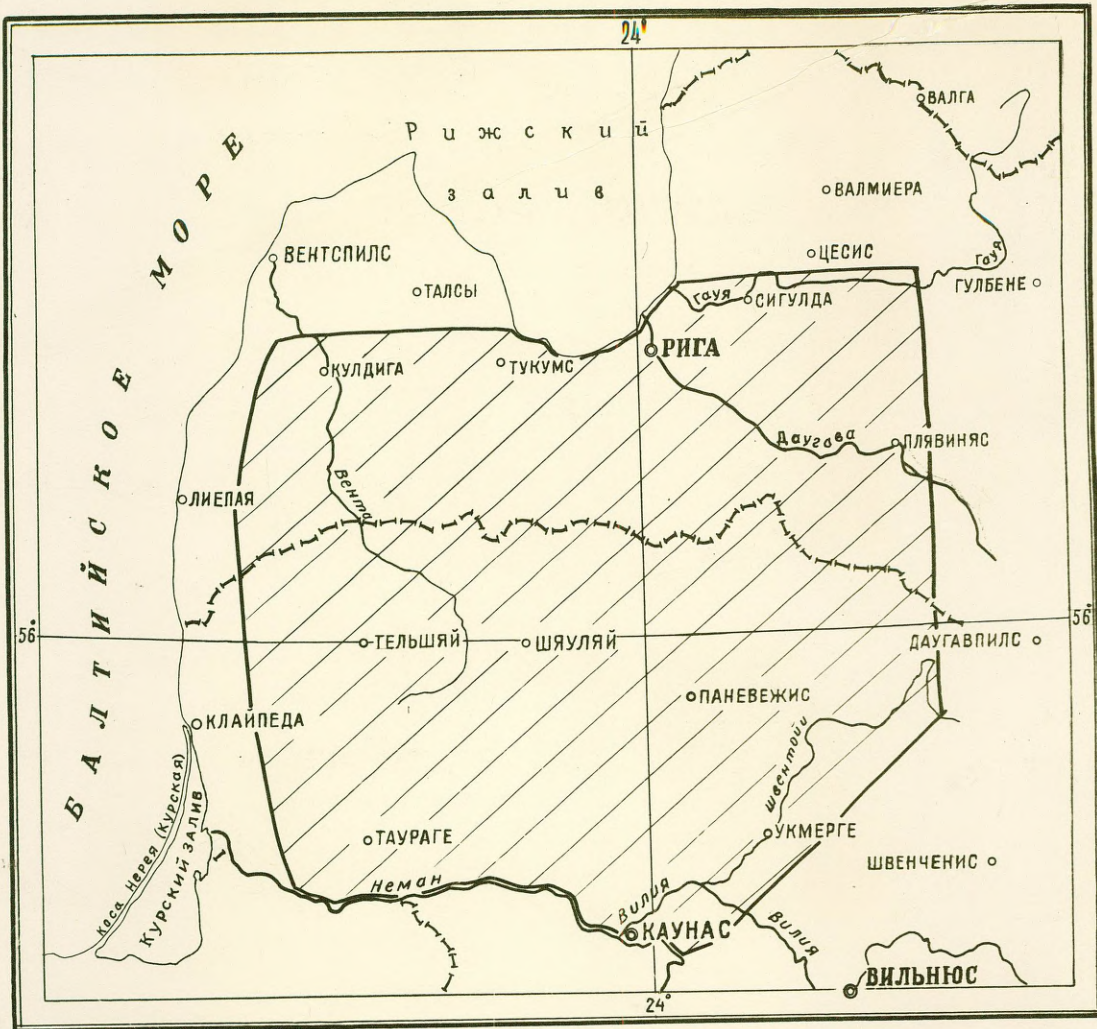 24°
ВАЛГА
Рижский
залив
ВАЛМИЕРА
БАЛТИЙСКОЕ МОРЕ
ВЕНТСПИЛС
ЦЕСИС
Гауя
ГУЛБЕНЕ
ТАЛСЫ
Гауя
СИГУЛДА
РИГА
КУЛДИГА
ТУКУМС
Даугава
ПЛЯВИНЯС
Вента
ЛИЕПАЯ
56°
56°
ТЕЛЬШЯЙ
ШЯУЛЯЙ
ДАУГАВПИЛС
ПАНЕВЕЖИС
КЛАЙПЕДА
Швентойи
Коса Нерея (Курская)
Курский ЗАЛИВ
ТАУРАГЕ
УКМЕРГЕ
ШВЕНЧЕНИС
Неман
Вилия
КАУНАС
Вилия
ВИЛЬНЮС
24°